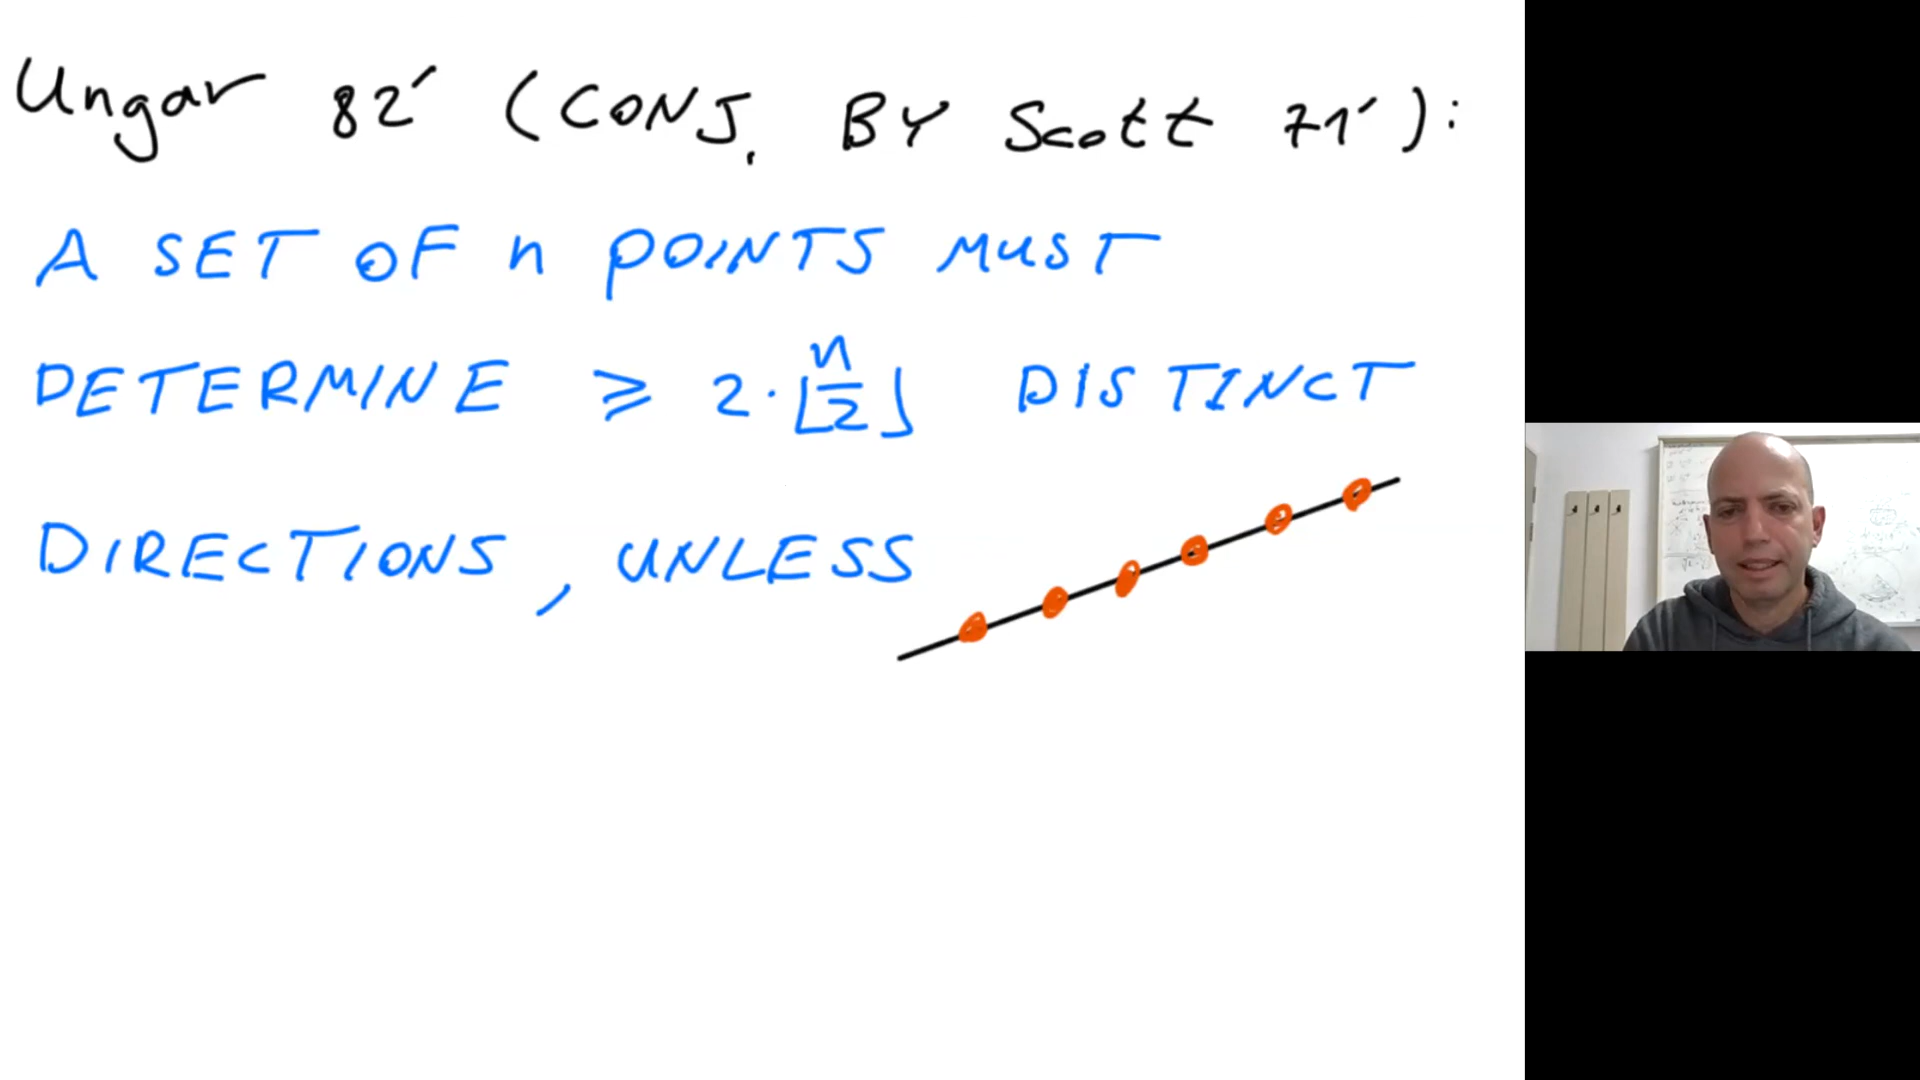 Ungar 82' (CONJ. BY Scott 71'):
A SET OF n POINTS MUST
DETERMINE ≥ 2·⌊n/2⌋ DISTINCT
DIRECTIONS, UNLESS